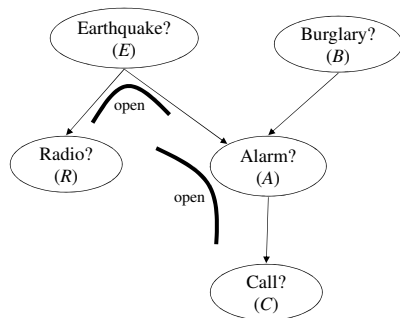 Earthquake?
(E)
Burglary?
(B)
open
Radio?
(R)
Alarm?
(A)
open
Call?
(C)